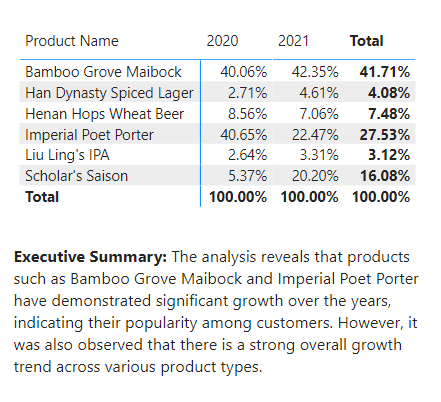 Product Name 2020 2021 Total
Bamboo Grove Maibock 40.06% 42.35% 41.71%
Han Dynasty Spiced Lager 2.71% 4.61% 4.08%
Henan Hops Wheat Beer 8.56% 7.06% 7.48%
Imperial Poet Porter 40.65% 22.47% 27.53%
Liu Ling's IPA 2.64% 3.31% 3.12%
Scholar's Saison 5.37% 20.20% 16.08%
Total 100.00% 100.00% 100.00%
Executive Summary: The analysis reveals that products
such as Bamboo Grove Maibock and Imperial Poet Porter
have demonstrated significant growth over the years,
indicating their popularity among customers. However, it
was also observed that there is a strong overall growth
trend across various product types.